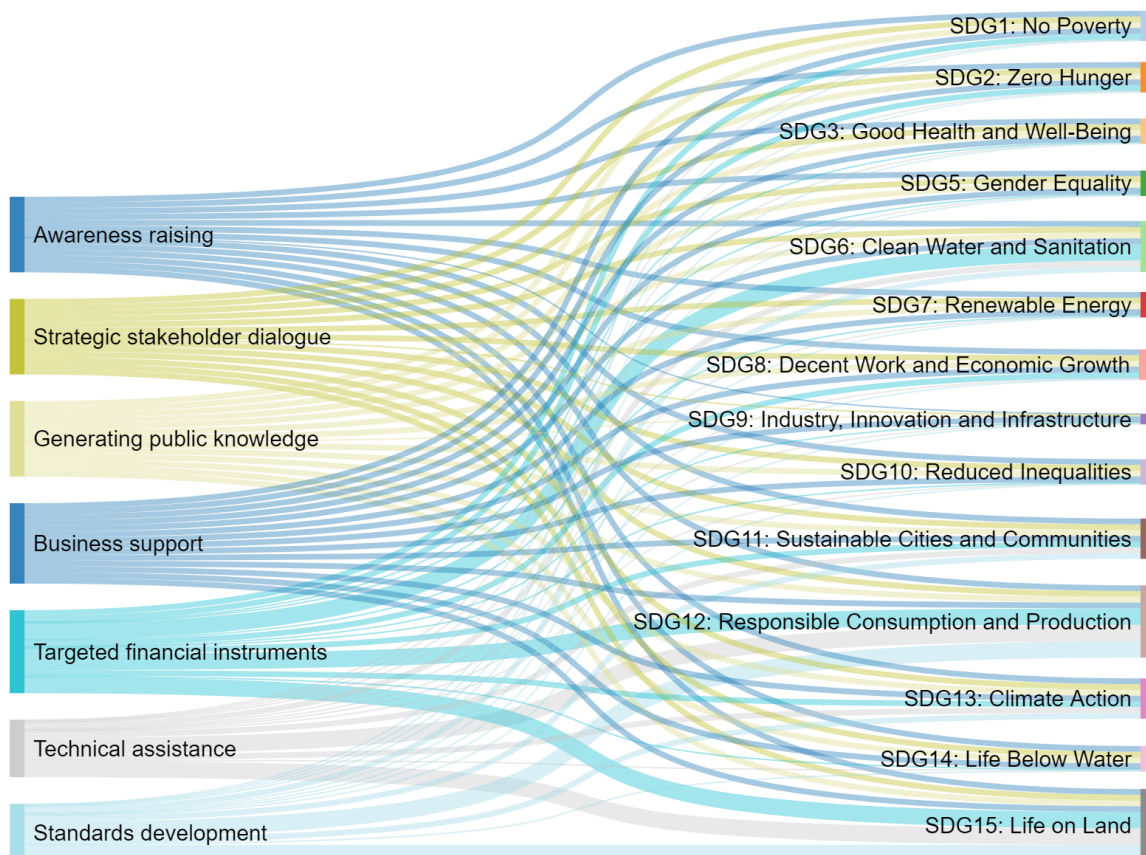 Awareness raising
Strategic stakeholder dialogue
Generating public knowledge
Business support
Targeted financial instruments
Technical assistance
Standards development
SDG1: No Poverty
SDG2: Zero Hunger
SDG3: Good Health and Well-Being
SDG5: Gender Equality
SDG6: Clean Water and Sanitation
SDG7: Renewable Energy
SDG8: Decent Work and Economic Growth
SDG9: Industry, Innovation and Infrastructure
SDG10: Reduced Inequalities
SDG11: Sustainable Cities and Communities
SDG12: Responsible Consumption and Production
SDG13: Climate Action
SDG14: Life Below Water
SDG15: Life on Land